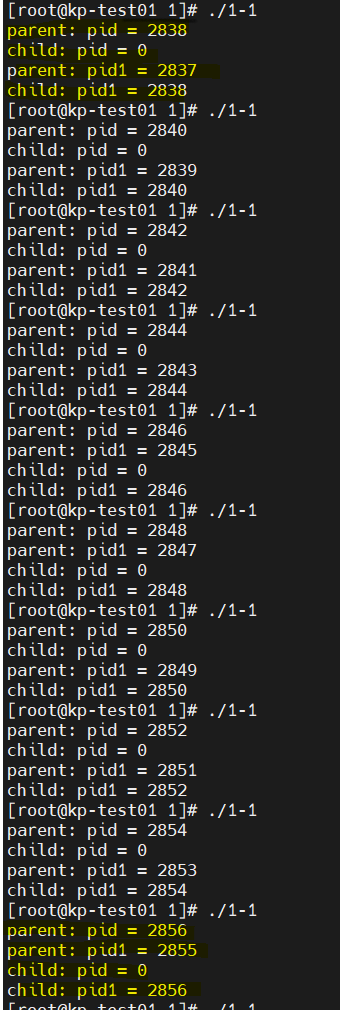 [root@kp-test01 1]# ./1-1
parent: pid = 2838
child: pid = 0
parent: pid1 = 2837
child: pid1 = 2838
[root@kp-test01 1]# ./1-1
parent: pid = 2840
child: pid = 0
parent: pid1 = 2839
child: pid1 = 2840
[root@kp-test01 1]# ./1-1
parent: pid = 2842
child: pid = 0
parent: pid1 = 2841
child: pid1 = 2842
[root@kp-test01 1]# ./1-1
parent: pid = 2844
child: pid = 0
parent: pid1 = 2843
child: pid1 = 2844
[root@kp-test01 1]# ./1-1
parent: pid = 2846
parent: pid1 = 2845
child: pid = 0
child: pid1 = 2846
[root@kp-test01 1]# ./1-1
parent: pid = 2848
parent: pid1 = 2847
child: pid = 0
child: pid1 = 2848
[root@kp-test01 1]# ./1-1
parent: pid = 2850
child: pid = 0
parent: pid1 = 2849
child: pid1 = 2850
[root@kp-test01 1]# ./1-1
parent: pid = 2852
child: pid = 0
parent: pid1 = 2851
child: pid1 = 2852
[root@kp-test01 1]# ./1-1
parent: pid = 2854
child: pid = 0
parent: pid1 = 2853
child: pid1 = 2854
[root@kp-test01 1]# ./1-1
parent: pid = 2856
parent: pid1 = 2855
child: pid = 0
child: pid1 = 2856
[root@kp-test01 1]# ./1-1